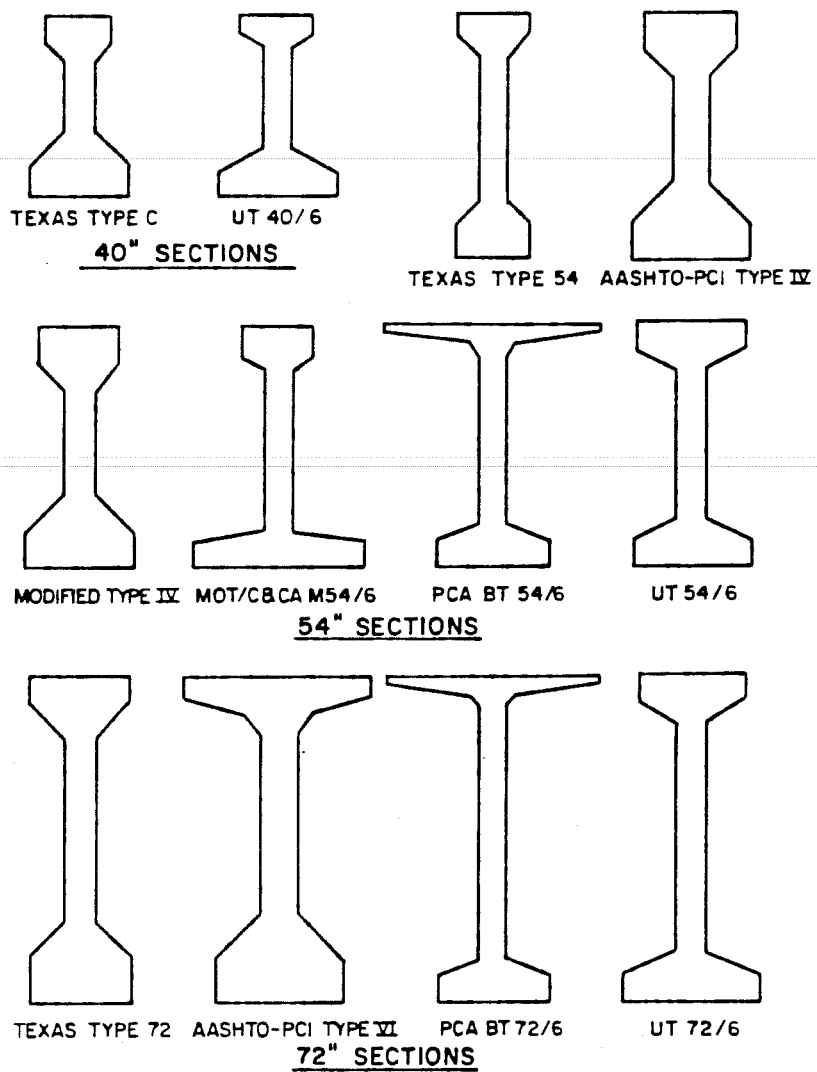 TEXAS TYPE C
UT 40/6
40" SECTIONS
TEXAS TYPE 54
AASHTO-PCI TYPE IV
MODIFIED TYPE IV
MOT/C&CA M54/6
PCA BT 54/6
UT 54/6
54" SECTIONS
TEXAS TYPE 72
AASHTO-PCI TYPE VI
PCA BT 72/6
UT 72/6
72" SECTIONS